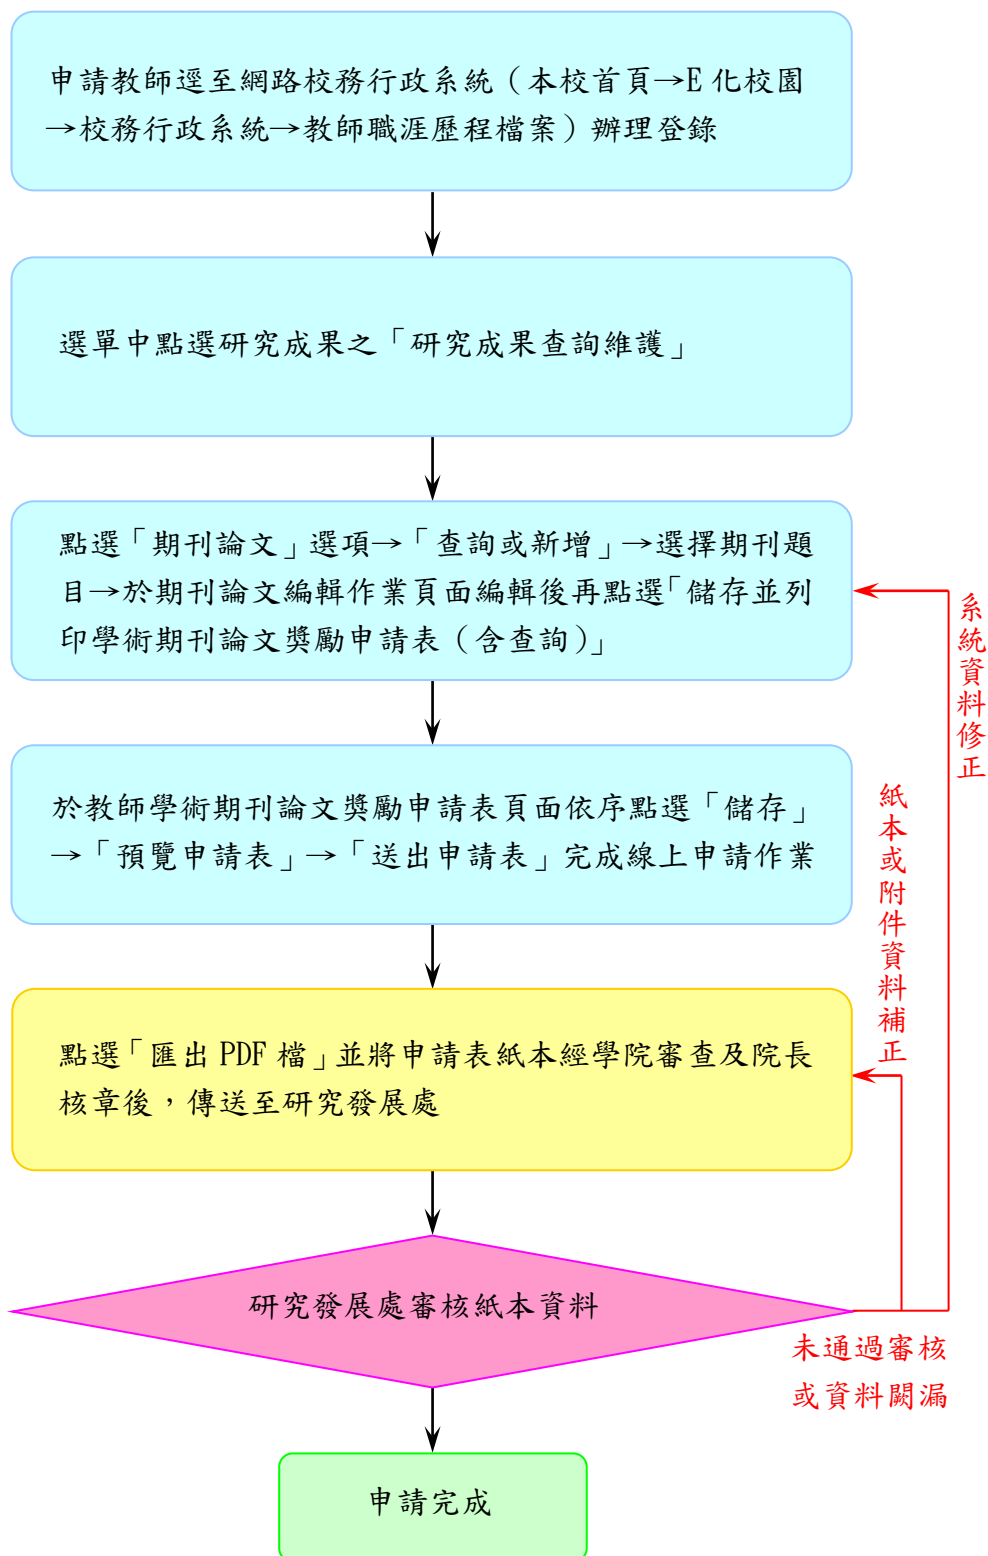 申請教師逕至網路校務行政系統（本校首頁→E 化校園
→校務行政系統→教師職涯歷程檔案）辦理登錄
選單中點選研究成果之「研究成果查詢維護」
點選「期刊論文」選項→「查詢或新增」→選擇期刊題
目→於期刊論文編輯作業頁面編輯後再點選「儲存並列
印學術期刊論文獎勵申請表（含查詢）」
系統資料修正
於教師學術期刊論文獎勵申請表頁面依序點選「儲存」
→「預覽申請表」→「送出申請表」完成線上申請作業
紙本或附件資料補正
點選「匯出 PDF 檔」並將申請表紙本經學院審查及院長
核章後，傳送至研究發展處
研究發展處審核紙本資料
未通過審核
或資料闕漏
申請完成